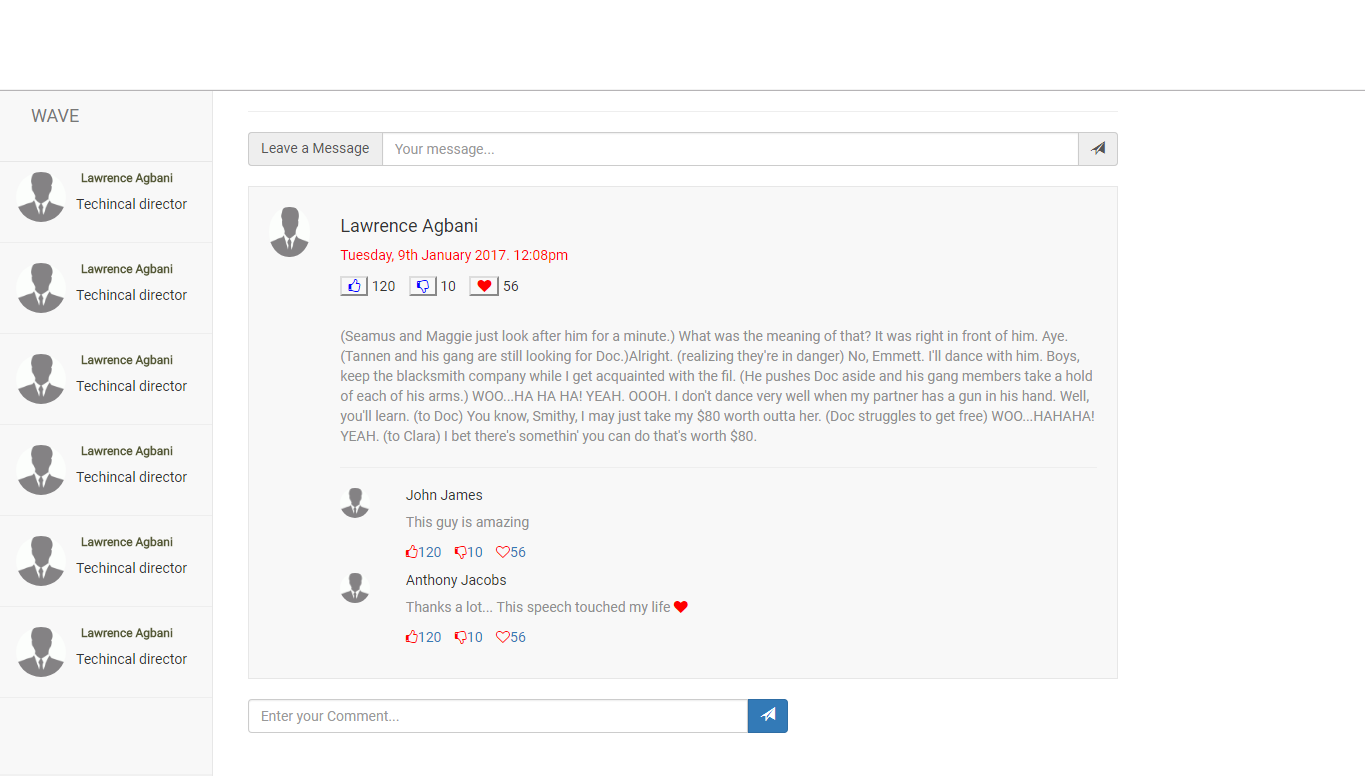 WAVE
Lawrence Agbani
Techincal director
Lawrence Agbani
Techincal director
Lawrence Agbani
Techincal director
Lawrence Agbani
Techincal director
Lawrence Agbani
Techincal director
Lawrence Agbani
Techincal director
Leave a Message Your message...
Lawrence Agbani
Tuesday, 9th January 2017. 12:08pm
120 10 56
(Seamus and Maggie just look after him for a minute.) What was the meaning of that? It was right in front of him. Aye.
(Tannen and his gang are still looking for Doc.)Alright. (realizing they're in danger) No, Emmett. I'll dance with him. Boys,
keep the blacksmith company while I get acquainted with the fil. (He pushes Doc aside and his gang members take a hold
of each of his arms.) WOO...HA HA HA! YEAH. OOOH. I don't dance very well when my partner has a gun in his hand. Well,
you'll learn. (to Doc) You know, Smithy, I may just take my $80 worth outta her. (Doc struggles to get free) WOO...HAHAHA!
YEAH. (to Clara) I bet there's somethin' you can do that's worth $80.
John James
This guy is amazing
120 10 56
Anthony Jacobs
Thanks a lot... This speech touched my life
120 10 56
Enter your Comment...